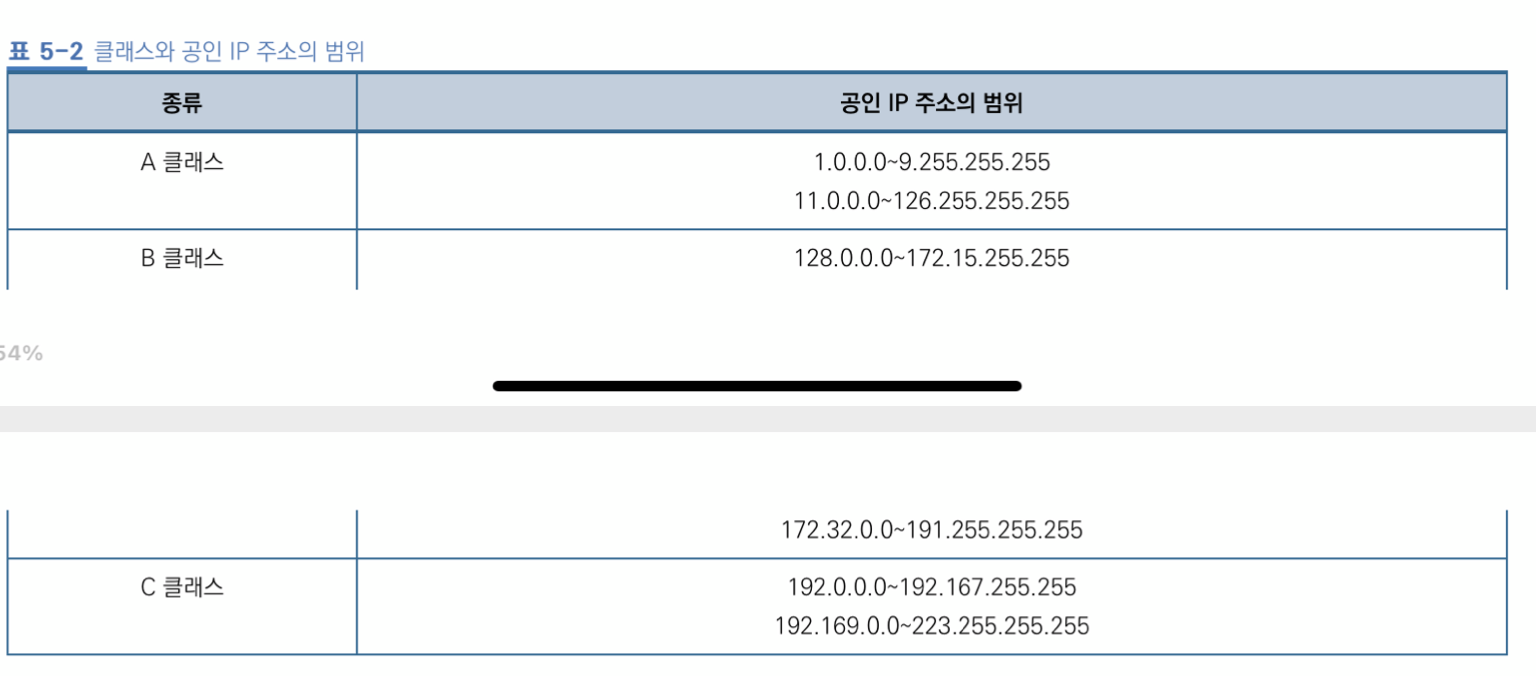 표 5-2 클래스와 공인 IP 주소의 범위
종류 공인 IP 주소의 범위
A 클래스 1.0.0.0~9.255.255.255
11.0.0.0~126.255.255.255
B 클래스 128.0.0.0~172.15.255.255
54%
172.32.0.0~191.255.255.255
C 클래스 192.0.0.0~192.167.255.255
192.169.0.0~223.255.255.255